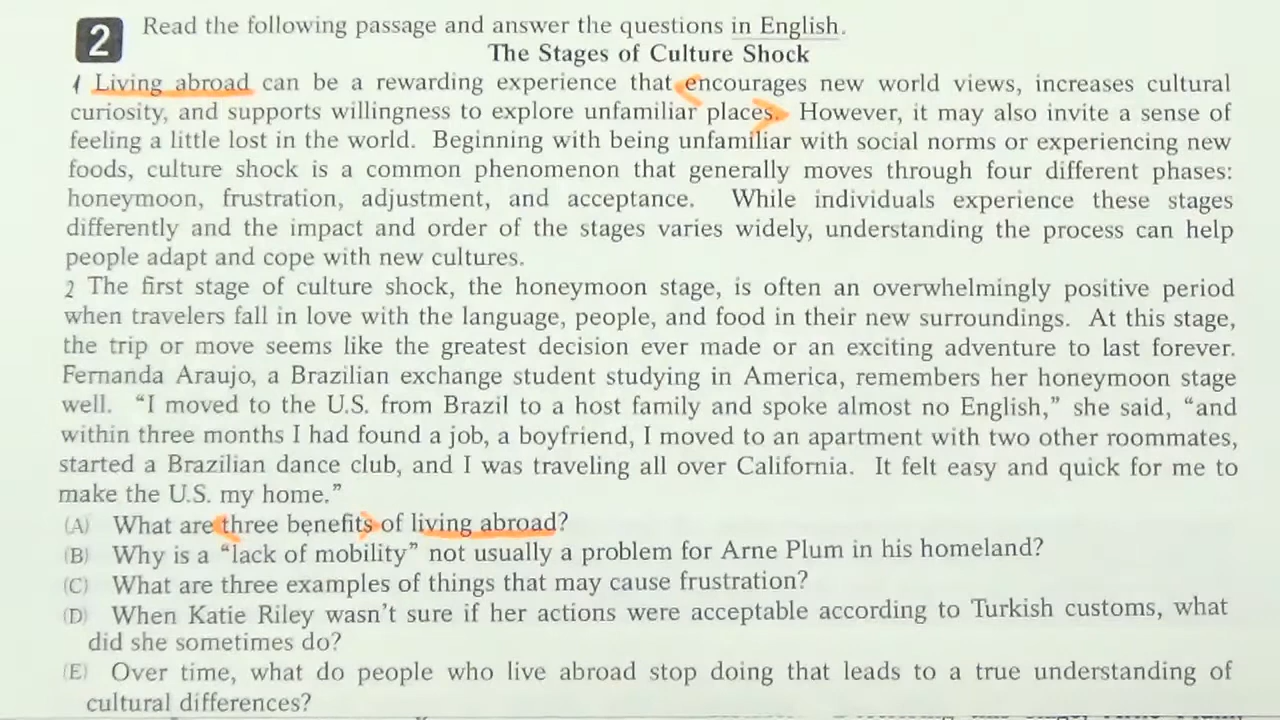 2 Read the following passage and answer the questions in English.
The Stages of Culture Shock
1 Living abroad can be a rewarding experience that encourages new world views, increases cultural
curiosity, and supports willingness to explore unfamiliar places. However, it may also invite a sense of
feeling a little lost in the world. Beginning with being unfamiliar with social norms or experiencing new
foods, culture shock is a common phenomenon that generally moves through four different phases:
honeymoon, frustration, adjustment, and acceptance. While individuals experience these stages
differently and the impact and order of the stages varies widely, understanding the process can help
people adapt and cope with new cultures.
2 The first stage of culture shock, the honeymoon stage, is often an overwhelmingly positive period
when travelers fall in love with the language, people, and food in their new surroundings. At this stage,
the trip or move seems like the greatest decision ever made or an exciting adventure to last forever.
Fernanda Araujo, a Brazilian exchange student studying in America, remembers her honeymoon stage
well. “I moved to the U.S. from Brazil to a host family and spoke almost no English,” she said, “and
within three months I had found a job, a boyfriend, I moved to an apartment with two other roommates,
started a Brazilian dance club, and I was traveling all over California. It felt easy and quick for me to
make the U.S. my home.”
(A) What are three benefits of living abroad?
(B) Why is a “lack of mobility” not usually a problem for Arne Plum in his homeland?
(C) What are three examples of things that may cause frustration?
(D) When Katie Riley wasn’t sure if her actions were acceptable according to Turkish customs, what
did she sometimes do?
(E) Over time, what do people who live abroad stop doing that leads to a true understanding of
cultural differences?